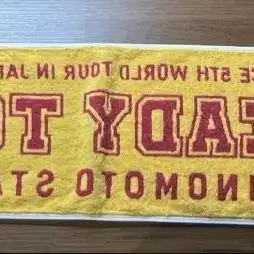 CE 5TH WORLD TOUR IN JA
EADY TO
INOMOTO STA